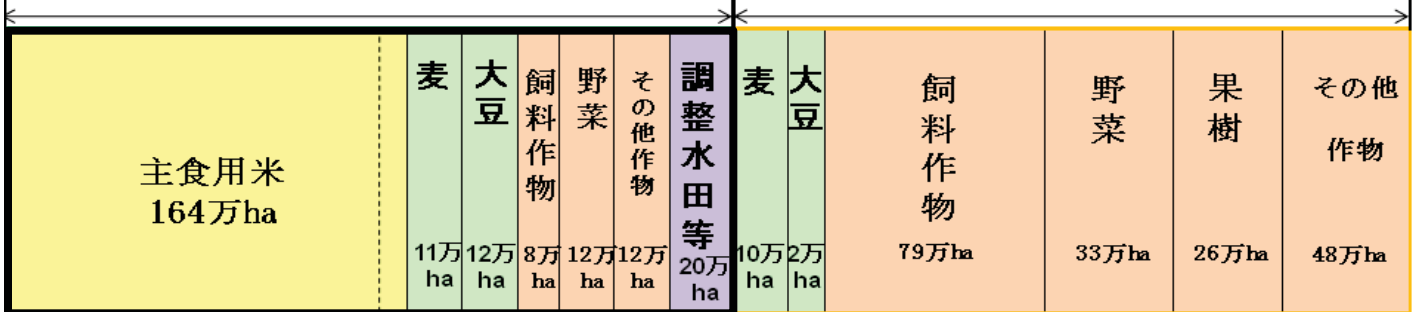 主食用米
164万ha
麦
11万
ha
大豆
12万
ha
飼料作物
8万
ha
野菜
12万
ha
その他作物
12万
ha
調整水田等
20万
ha
麦
10万
ha
大豆
2万
ha
飼料作物
79万ha
野菜
33万ha
果樹
26万ha
その他
作物
48万ha